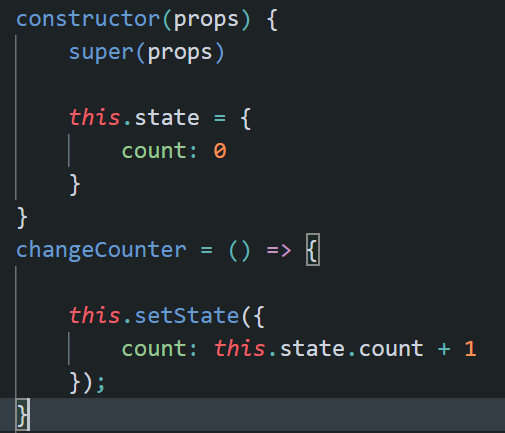 constructor(props) {
super(props)
this.state = {
count: 0
}
}
changeCounter = () => {
this.setState({
count: this.state.count + 1
});
}